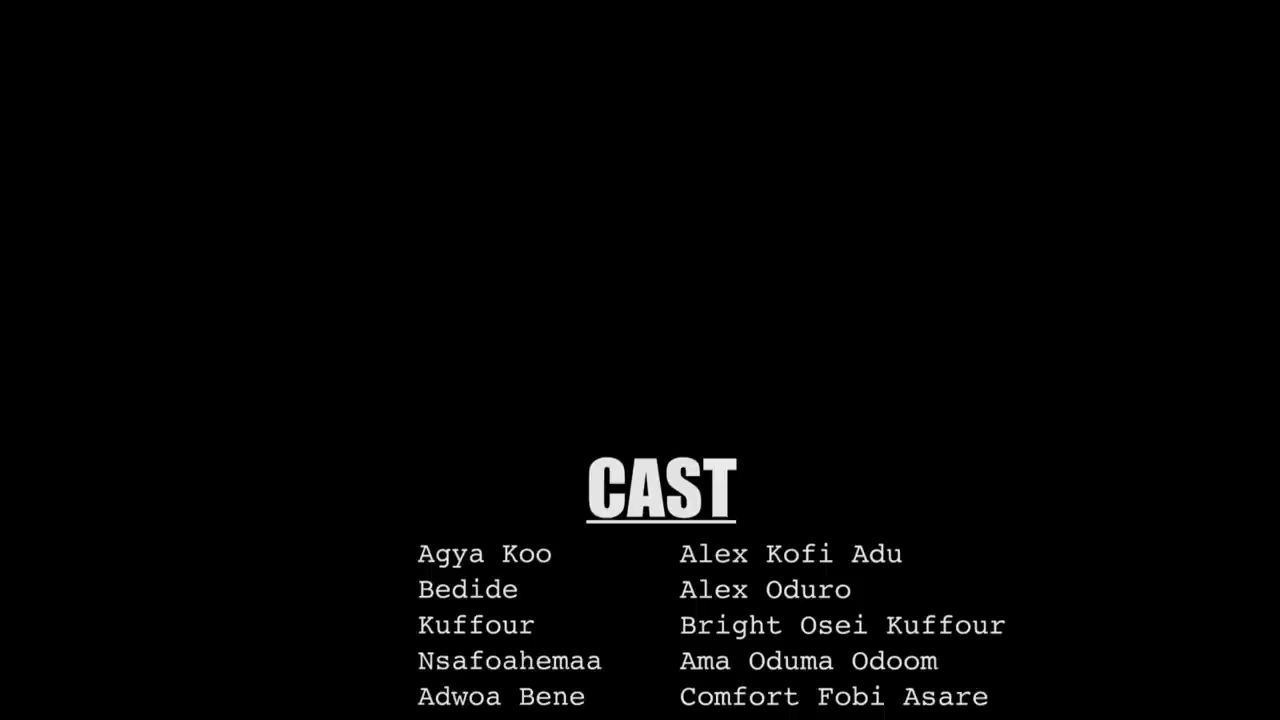 CAST
Agya Koo Alex Kofi Adu
Bedide Alex Oduro
Kuffour Bright Osei Kuffour
Nsafoahemaa Ama Oduma Odoom
Adwoa Bene Comfort Fobi Asare